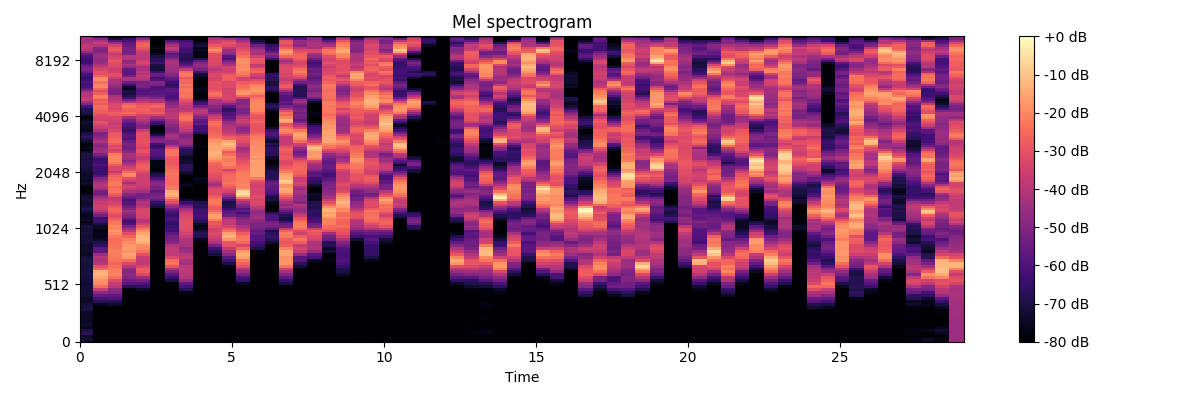 Mel spectrogram
8192
4096
2048
1024
512
0
Hz
0 5 10 15 20 25
Time
+0 dB
-10 dB
-20 dB
-30 dB
-40 dB
-50 dB
-60 dB
-70 dB
-80 dB